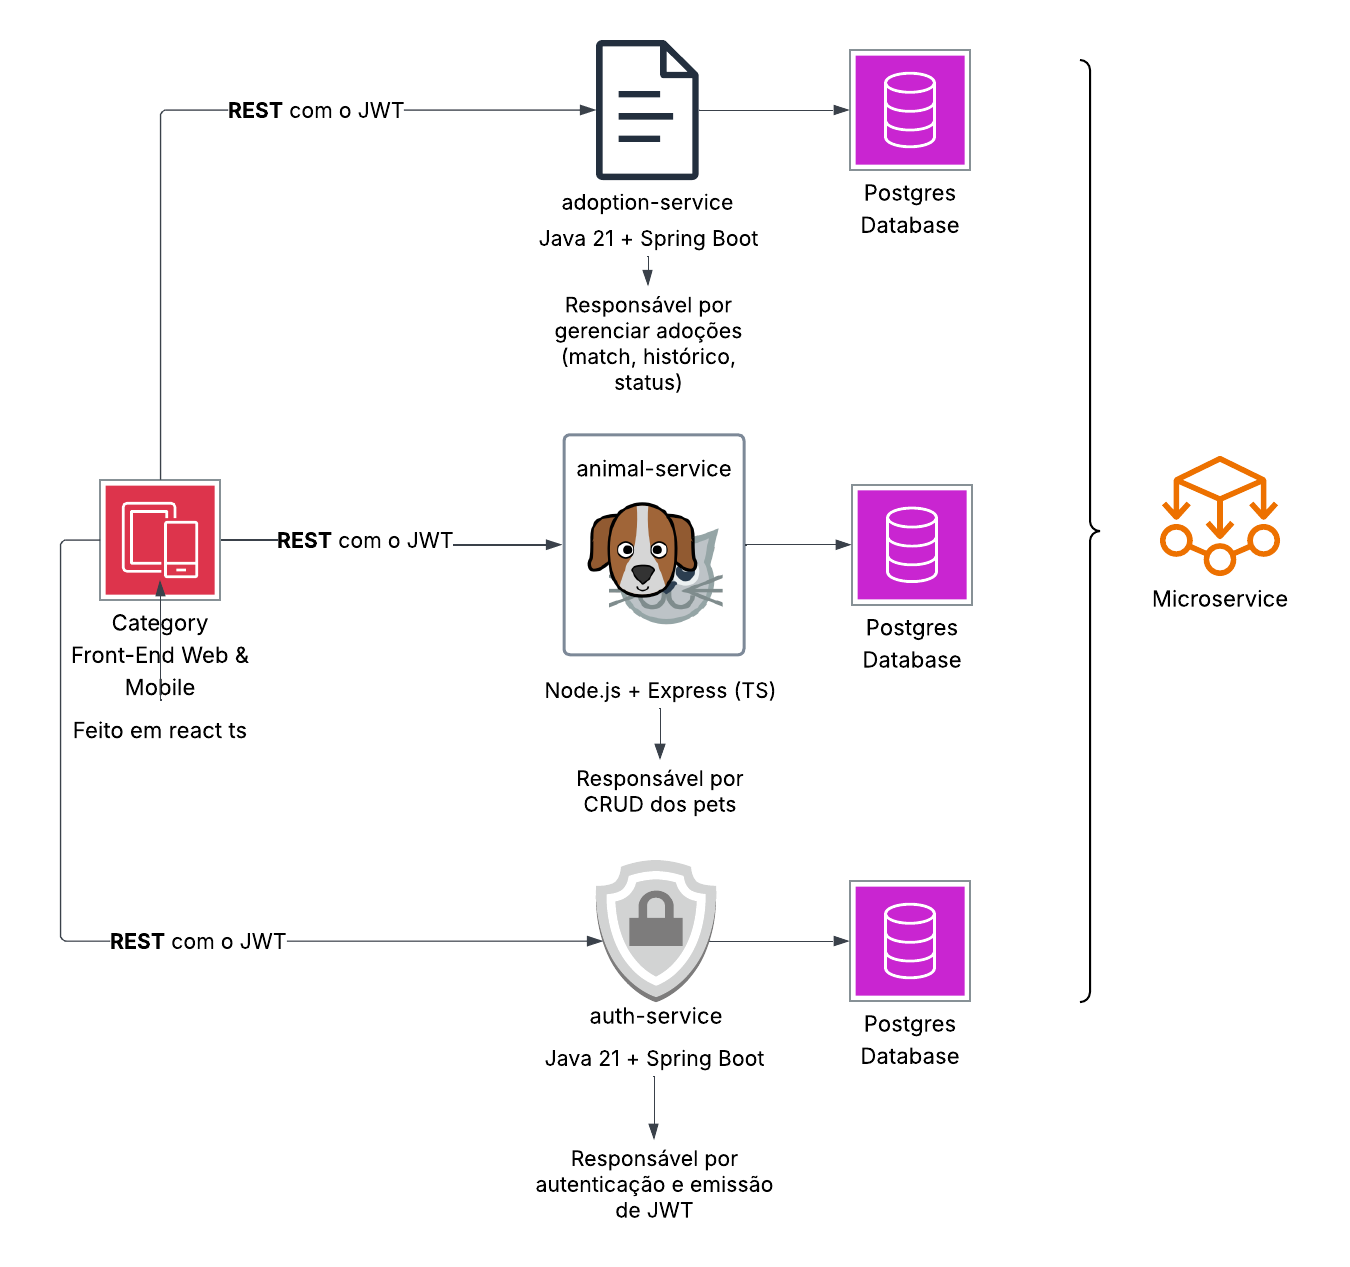 REST com o JWT
adoption-service
Java 21 + Spring Boot
Responsável por
gerenciar adoções
(match, histórico,
status)
Postgres
Database
Category
Front-End Web &
Mobile
Feito em react ts
REST com o JWT
animal-service
Node.js + Express (TS)
Responsável por
CRUD dos pets
Postgres
Database
Microservice
REST com o JWT
auth-service
Java 21 + Spring Boot
Responsável por
autenticação e emissão
de JWT
Postgres
Database